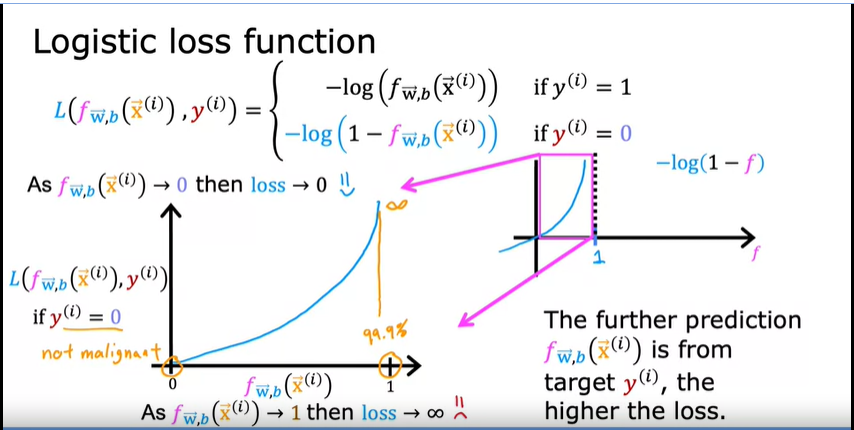 Logistic loss function
L(f_w⃗,b(x⃗^(i)), y^(i)) = {
−log(f_w⃗,b(x⃗^(i))) if y^(i) = 1
−log(1 − f_w⃗,b(x⃗^(i))) if y^(i) = 0
As f_w⃗,b(x⃗^(i)) → 0 then loss → 0
−log(1 − f)
∞
f
1
L(f_w⃗,b(x⃗^(i)), y^(i))
if y^(i) = 0
not malignant
99.9%
0
f_w⃗,b(x⃗^(i))
1
As f_w⃗,b(x⃗^(i)) → 1 then loss → ∞
The further prediction
f_w⃗,b(x⃗^(i)) is from
target y^(i), the
higher the loss.